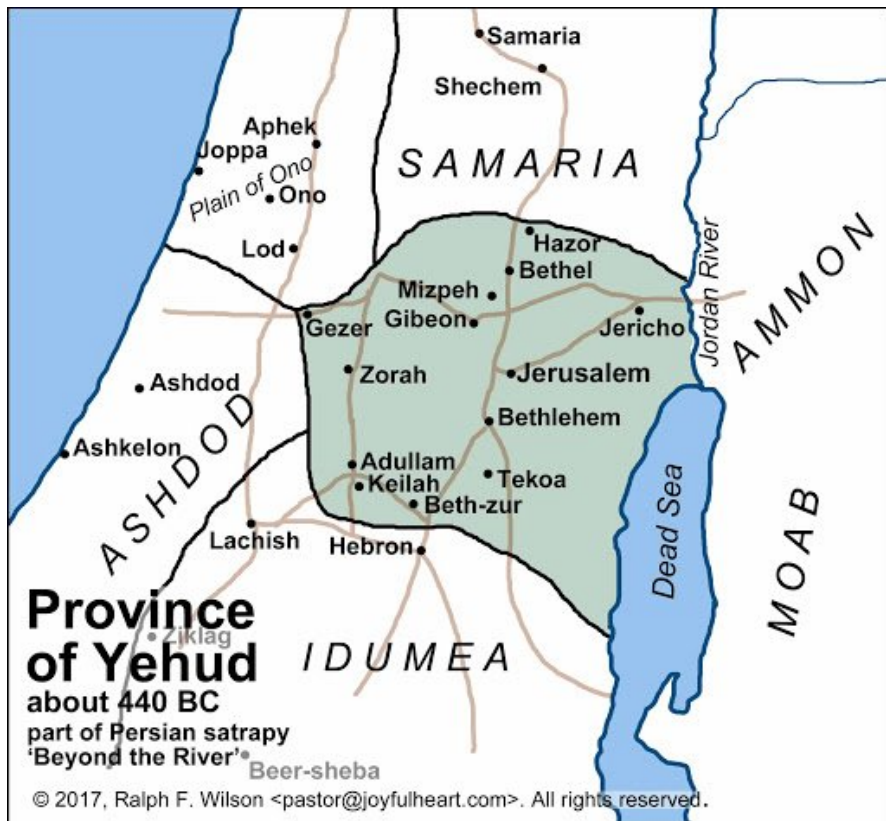 Samaria
Shechem
Aphek
Joppa
SAMARIA
Plain of Ono
Ono
Hazor
Lod
Bethel
Jordan River
AMMON
Mizpeh
Gibeon
Gezer
Jericho
Zorah
Jerusalem
Ashdod
Bethlehem
Ashkelon
ASHDOD
Adullam
Keilah
Tekoa
Beth-zur
Dead Sea
MOAB
Lachish
Hebron
Province
of Yehud
Ziklag
IDUMEA
about 440 BC
part of Persian satrapy
'Beyond the River'
Beer-sheba
© 2017, Ralph F. Wilson <pastor@joyfulheart.com>. All rights reserved.